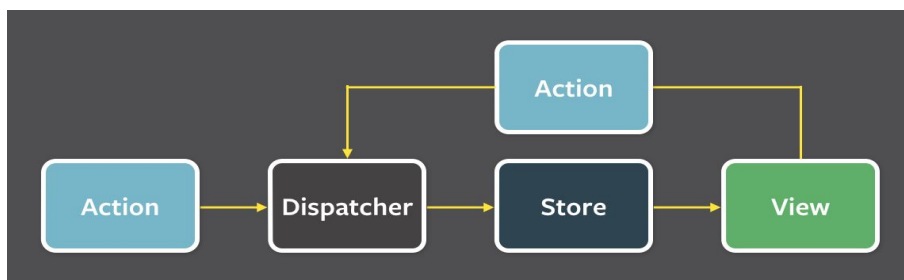 Action
Action
Dispatcher
Store
View